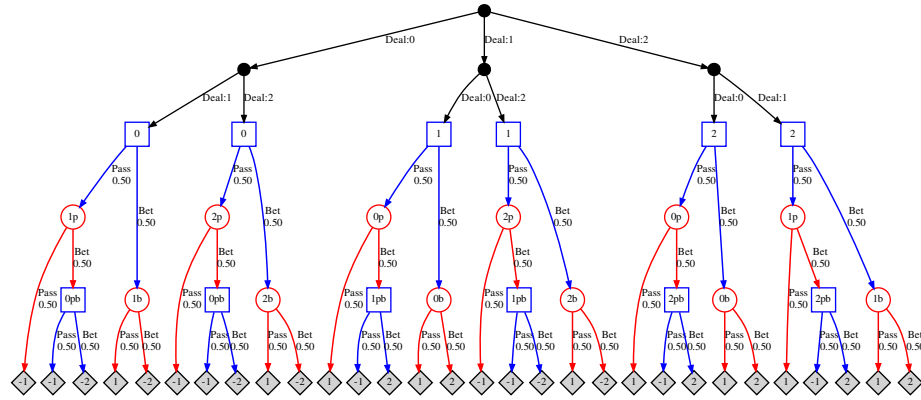 Deal:0 Deal:1 Deal:2
Deal:1 Deal:2 Deal:0 Deal:2 Deal:0 Deal:1
0 0 1 1 2 2
Pass Pass Pass Pass Pass Pass
0.50 0.50 0.50 0.50 0.50 0.50
1p Bet 2p Bet 0p Bet 2p Bet 0p Bet 1p Bet
0.50 0.50 0.50 0.50 0.50 0.50
Bet Bet Bet Bet Bet Bet
0.50 0.50 0.50 0.50 0.50 0.50
Pass Pass Pass Pass Pass Pass
0.50 0.50 0.50 0.50 0.50 0.50
0pb 1b 0pb 2b 1pb 0b 1pb 2b 2pb 0b 2pb 1b
Pass Bet Pass Bet Pass Bet Pass Bet Pass Bet Pass Bet Pass Bet Pass Bet Pass Bet Pass Bet Pass Bet Pass Bet
0.50 0.50 0.50 0.50 0.50 0.50 0.50 0.50 0.50 0.50 0.50 0.50 0.50 0.50 0.50 0.50 0.50 0.50 0.50 0.50 0.50 0.50 0.50 0.50
-1 -1 -2 1 -2 -1 -1 -2 1 -2 1 -1 2 1 2 -1 -1 -2 1 -2 1 -1 2 1 2 1 -1 2 1 2